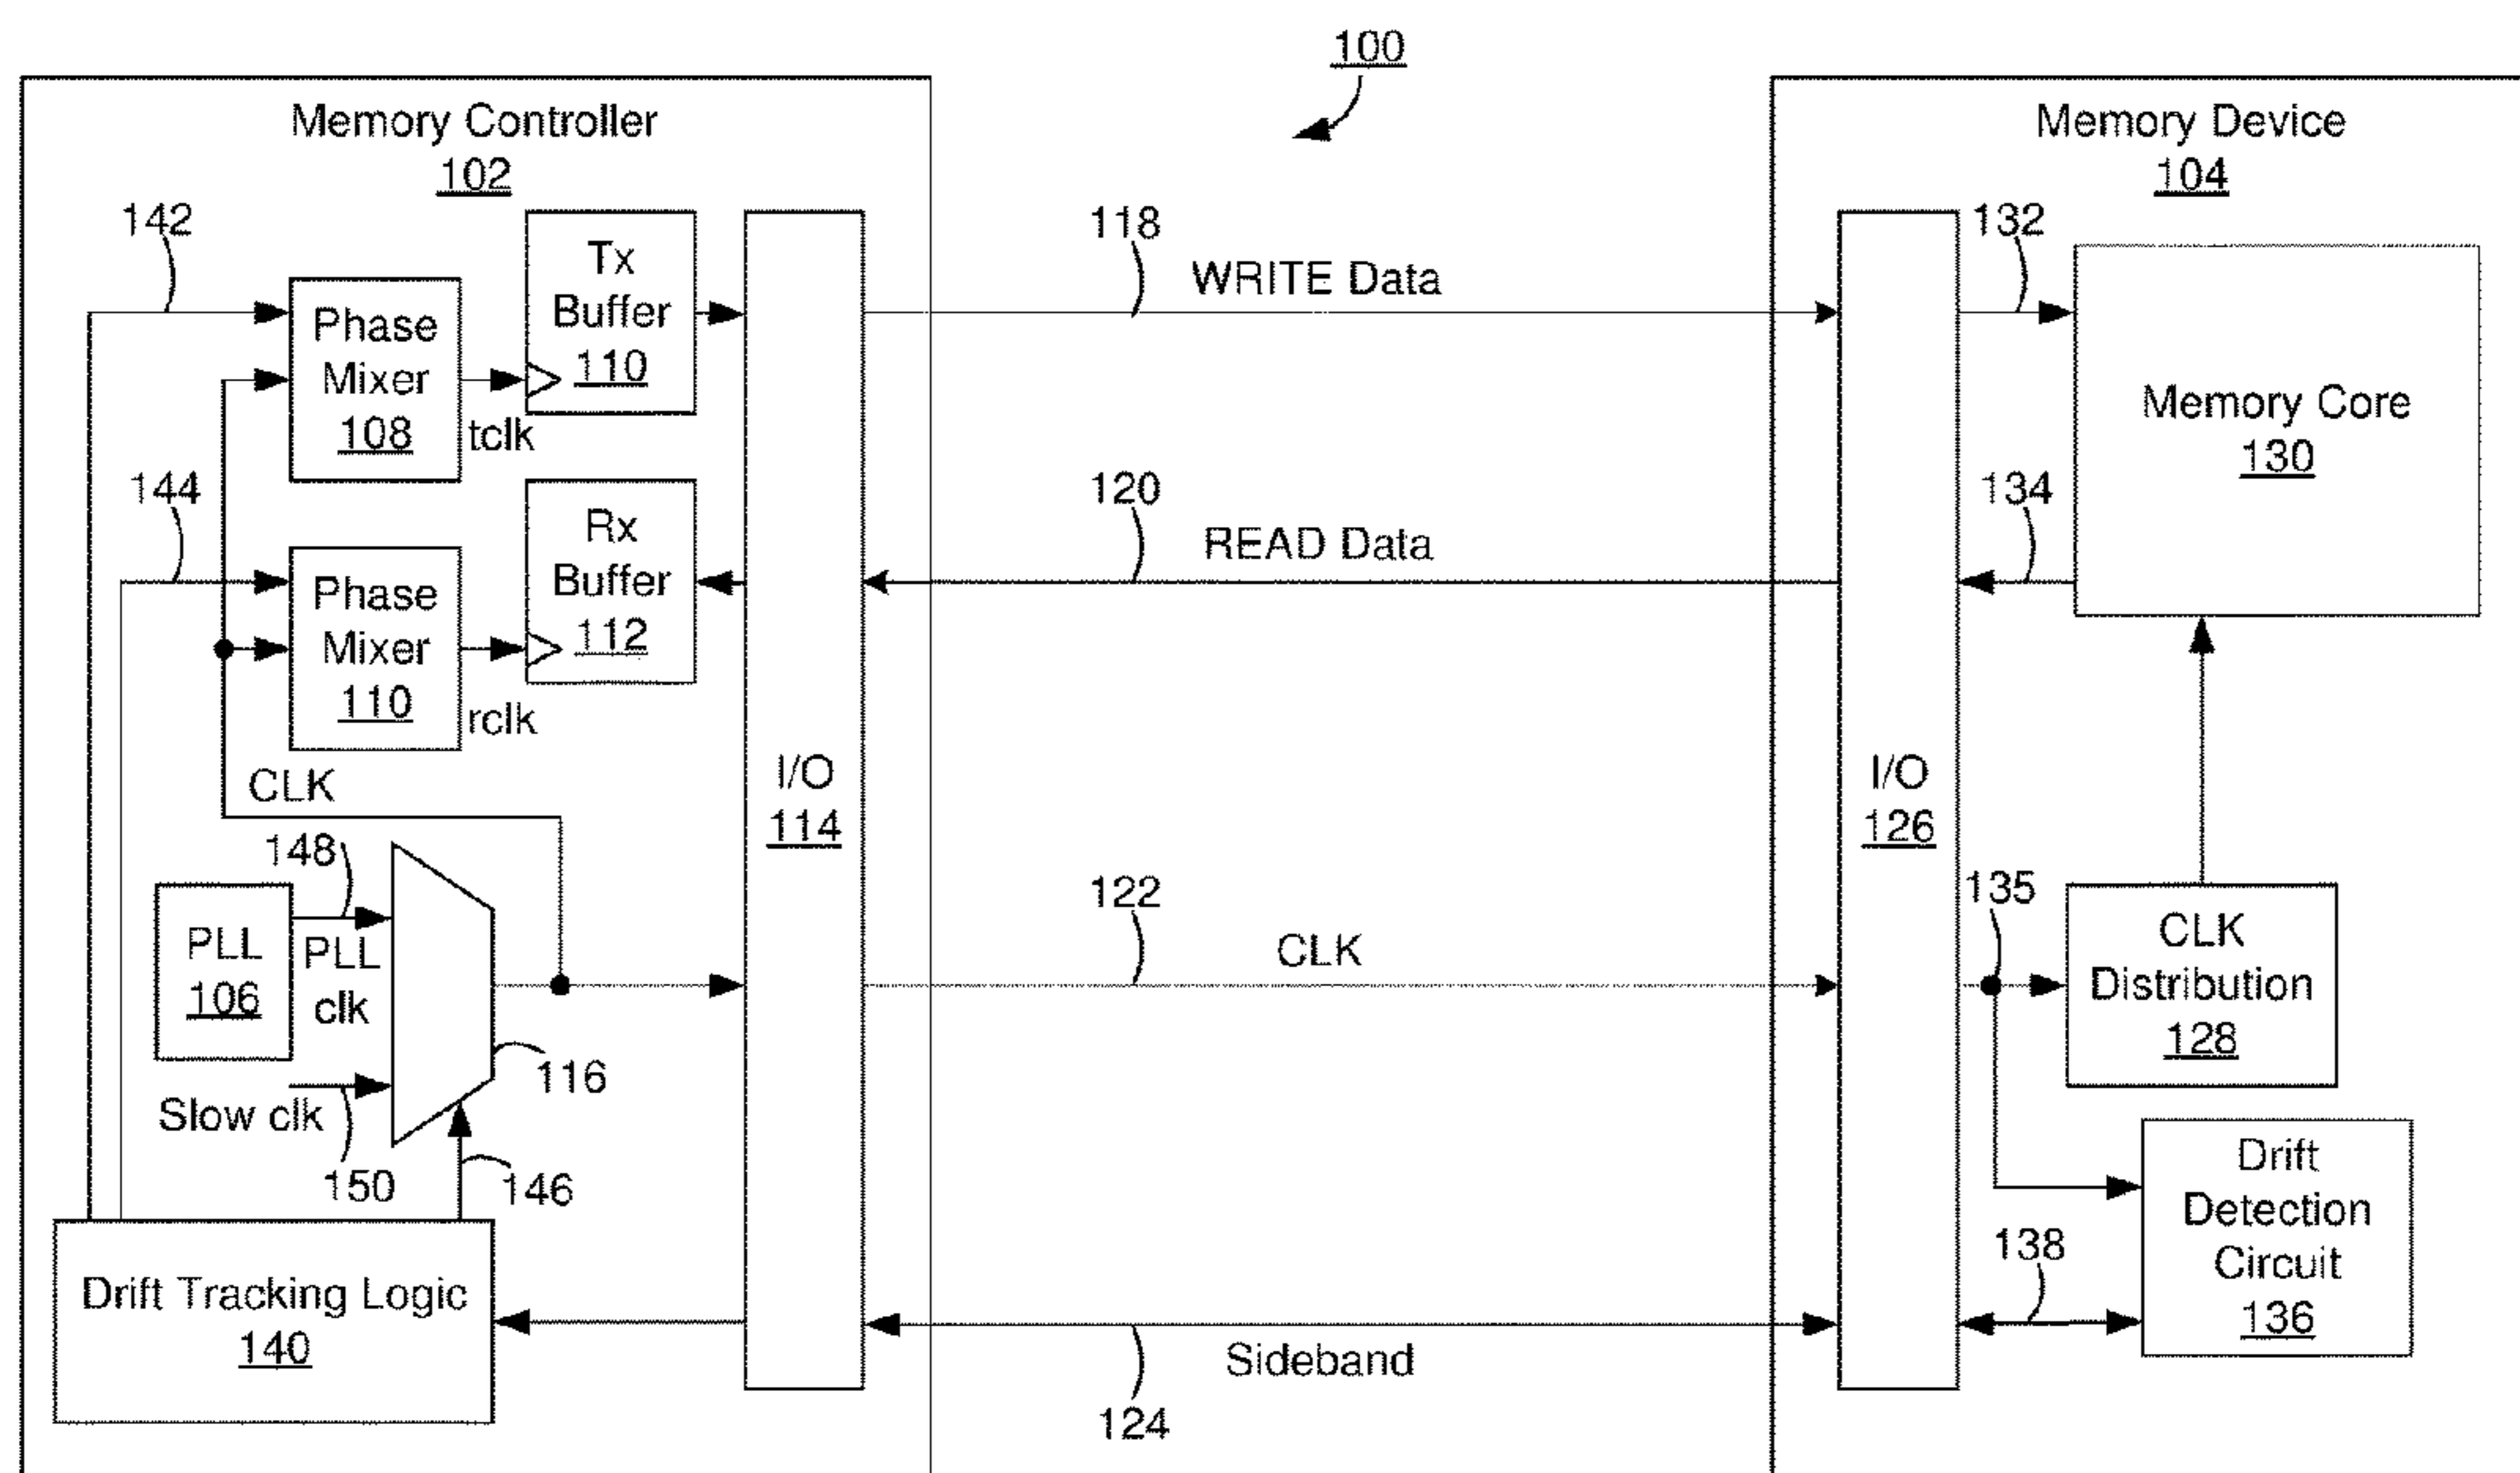 100
Memory Controller
102
Memory Device
104
142
Phase
Mixer
108
tclk
Tx
Buffer
110
118
WRITE Data
132
Memory Core
130
144
Phase
Mixer
110
rclk
Rx
Buffer
112
120
READ Data
134
CLK
I/O
114
I/O
126
148
PLL
106
PLL
clk
116
Slow clk
150
146
122
CLK
135
CLK
Distribution
128
Drift
Detection
Circuit
136
138
Drift Tracking Logic
140
Sideband
124